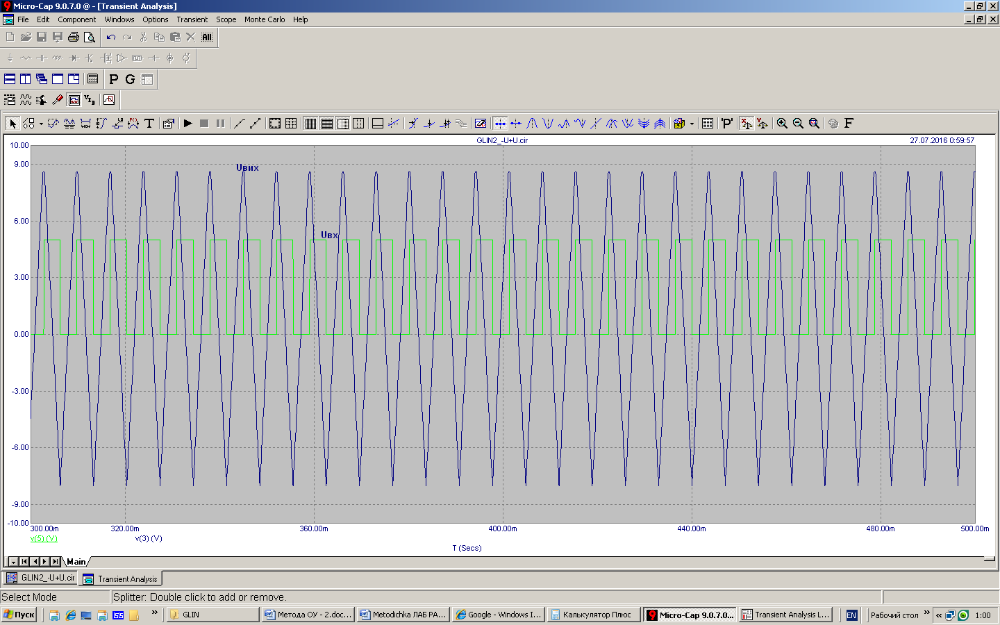 Micro-Cap 9.0.7.0 @ - [Transient Analysis]
File Edit Component Windows Options Transient Scope Monte Carlo Help
P G
T 'P' F
GLIN2_-U+U.cir 27.07.2016 0:59:57
10.00
9.00
Uвих
6.00
Uвх
3.00
0.00
-3.00
-6.00
-9.00
-10.00
300.00m 320.00m 360.00m 400.00m 440.00m 480.00m 500.00m
v(5) (V) v(3) (V)
T (Secs)
Main
GLIN2_-U+U.cir Transient Analysis
Select Mode Splitter: Double click to add or remove.
Пуск » GLIN Метода ОУ - 2.doc... Metodichka ЛАБ РА... Google - Windows I... Калькулятор Плюс Micro-Cap 9.0.7.0... Transient Analysis L... EN Рабочий стол » « 1:00